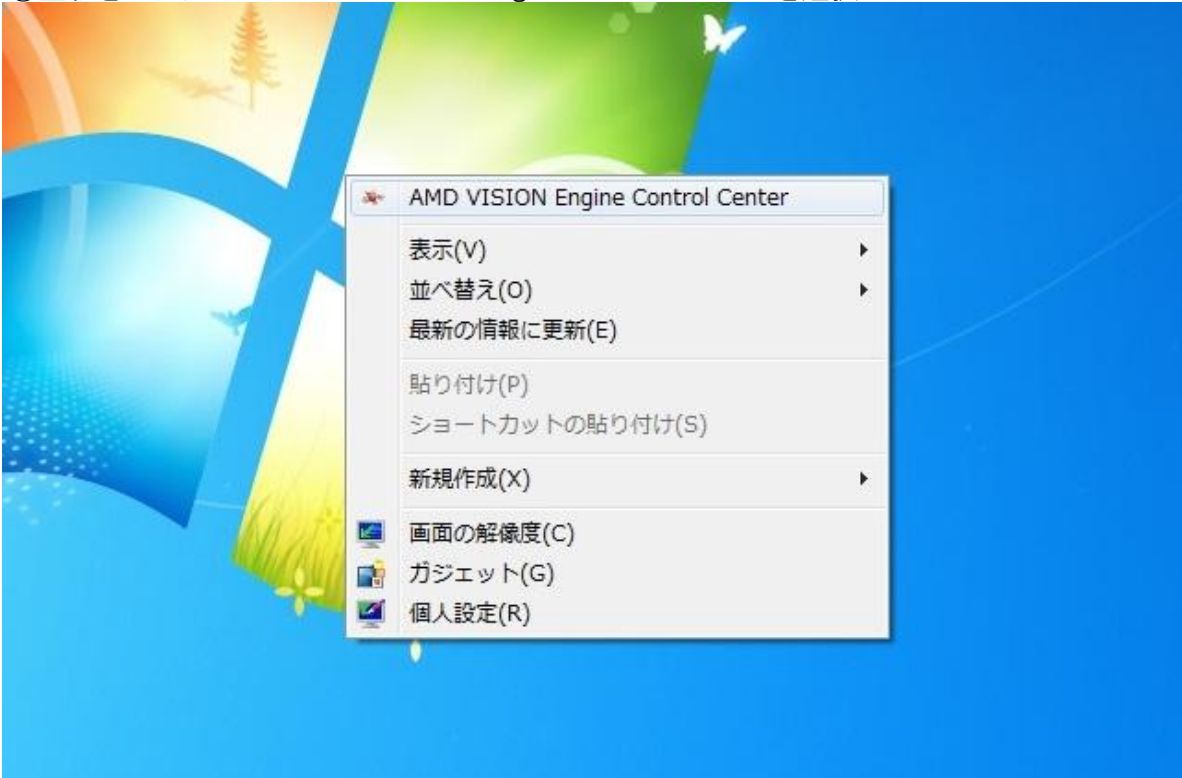 AMD VISION Engine Control Center
表示(V)
並べ替え(O)
最新の情報に更新(E)
貼り付け(P)
ショートカットの貼り付け(S)
新規作成(X)
画面の解像度(C)
ガジェット(G)
個人設定(R)